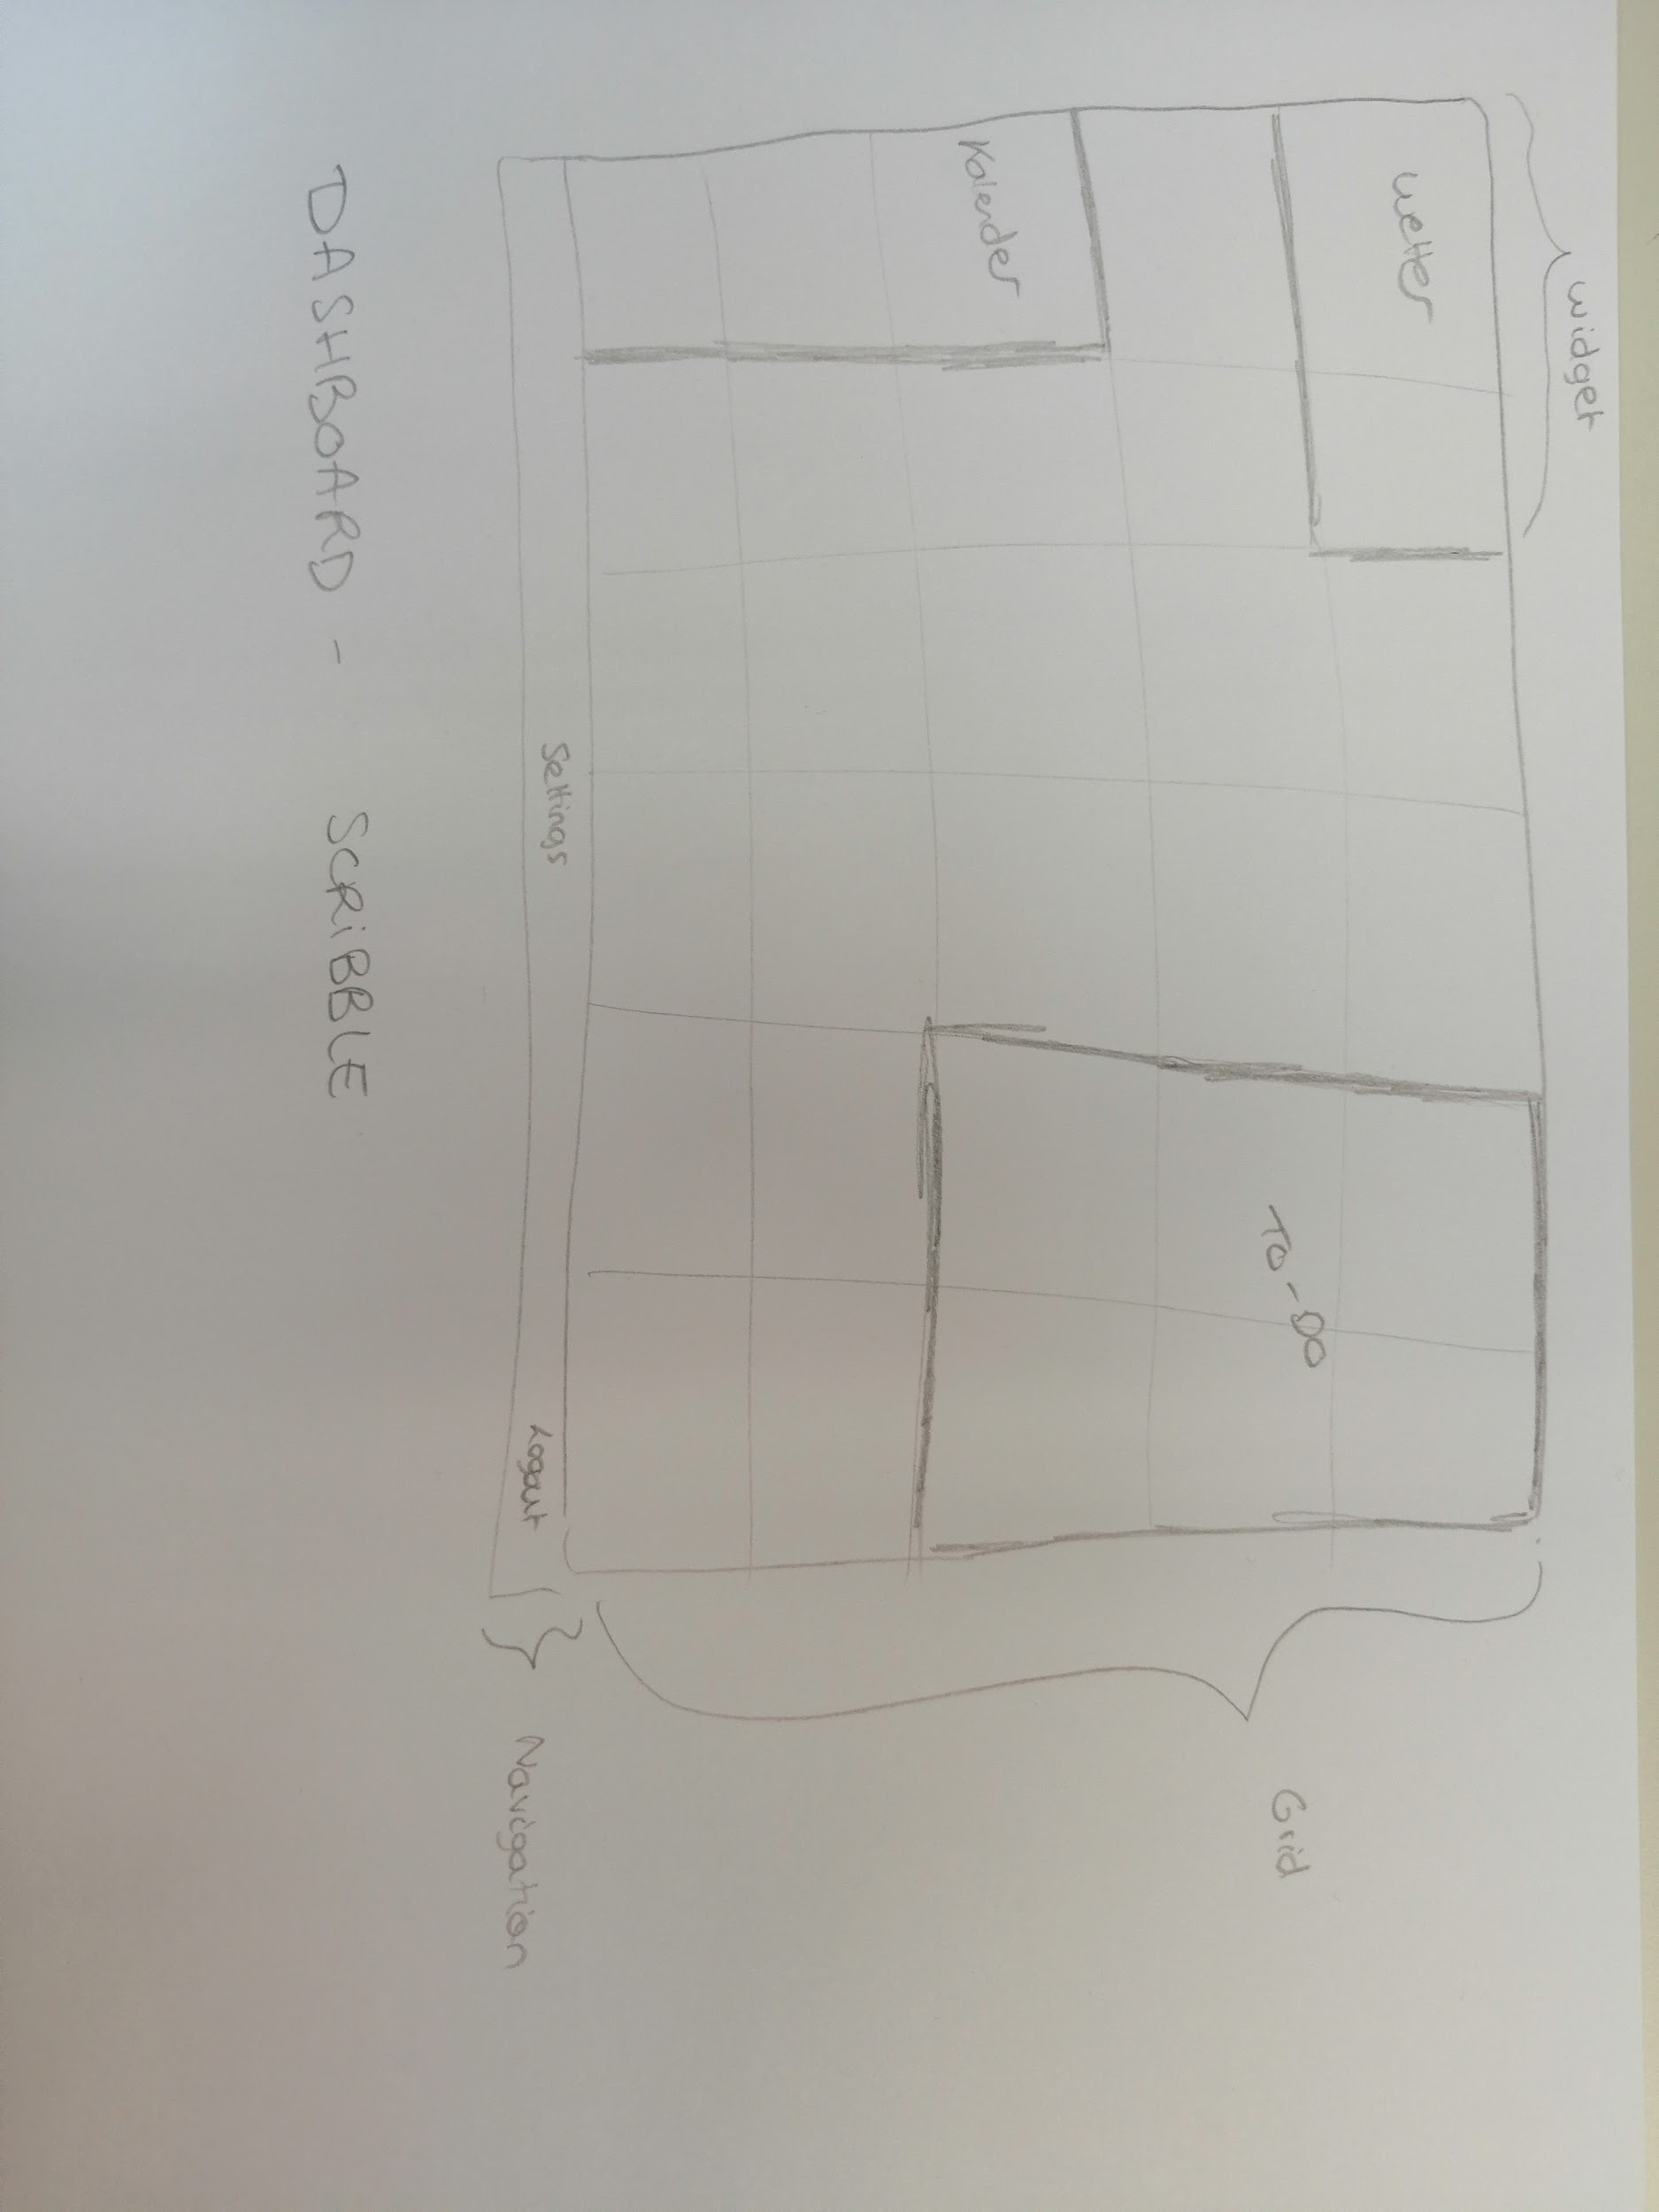 Widget
Wetter
TO-DO
Grid
Kalender
Settings
Logout
Navigation
DASHBOARD - SCRiBBLE